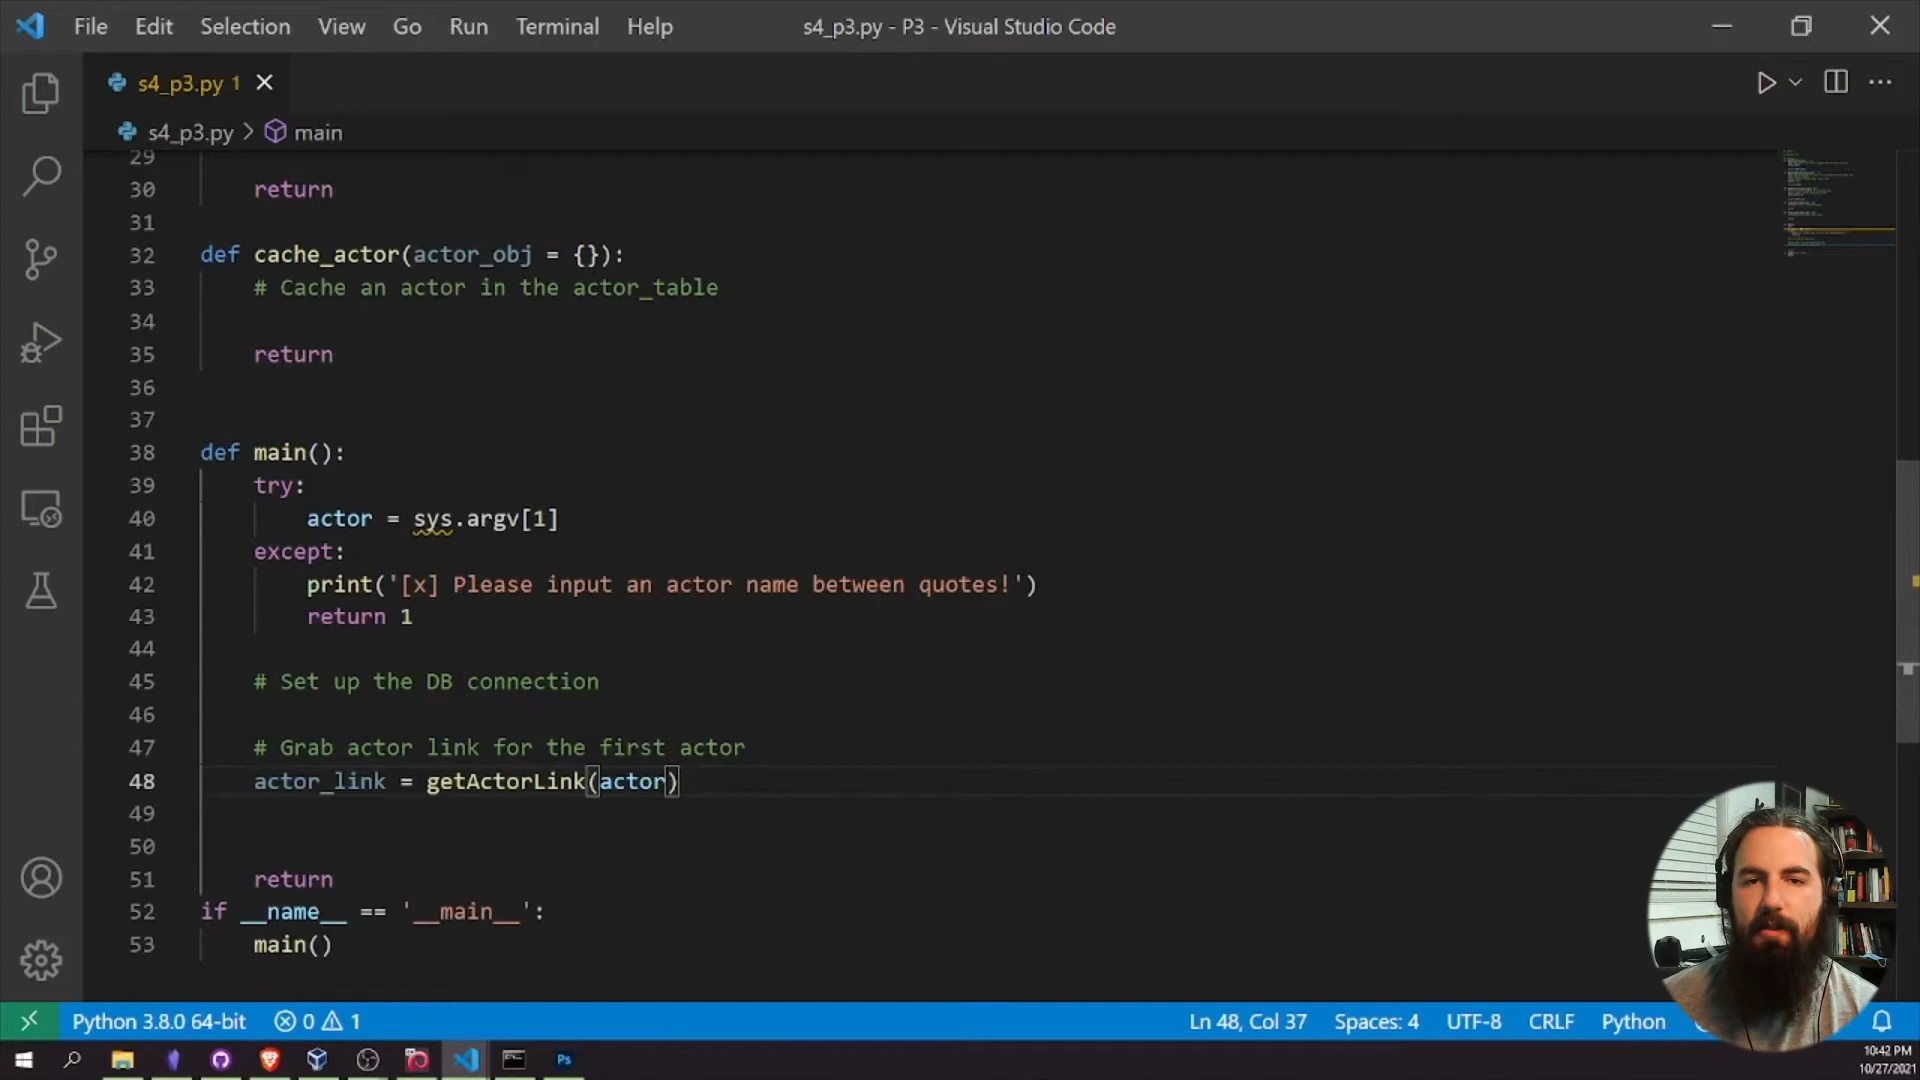 File Edit Selection View Go Run Terminal Help s4_p3.py - P3 - Visual Studio Code
s4_p3.py 1
s4_p3.py > main
29
30 return
31
32 def cache_actor(actor_obj = {}):
33 # Cache an actor in the actor_table
34
35 return
36
37
38 def main():
39 try:
40 actor = sys.argv[1]
41 except:
42 print('[x] Please input an actor name between quotes!')
43 return 1
44
45 # Set up the DB connection
46
47 # Grab actor link for the first actor
48 actor_link = getActorLink(actor)
49
50
51 return
52 if __name__ == '__main__':
53 main()
Python 3.8.0 64-bit 0 1 Ln 48, Col 37 Spaces: 4 UTF-8 CRLF Python
Ps 10:42 PM
10/27/2021